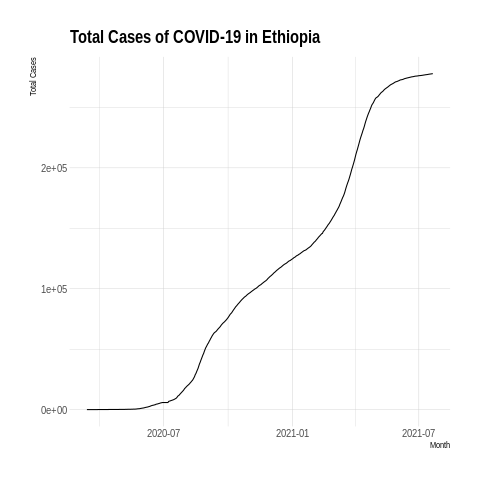 Total Cases of COVID-19 in Ethiopia
Total Cases
2e+05
1e+05
0e+00
2020-07
2021-01
2021-07
Month